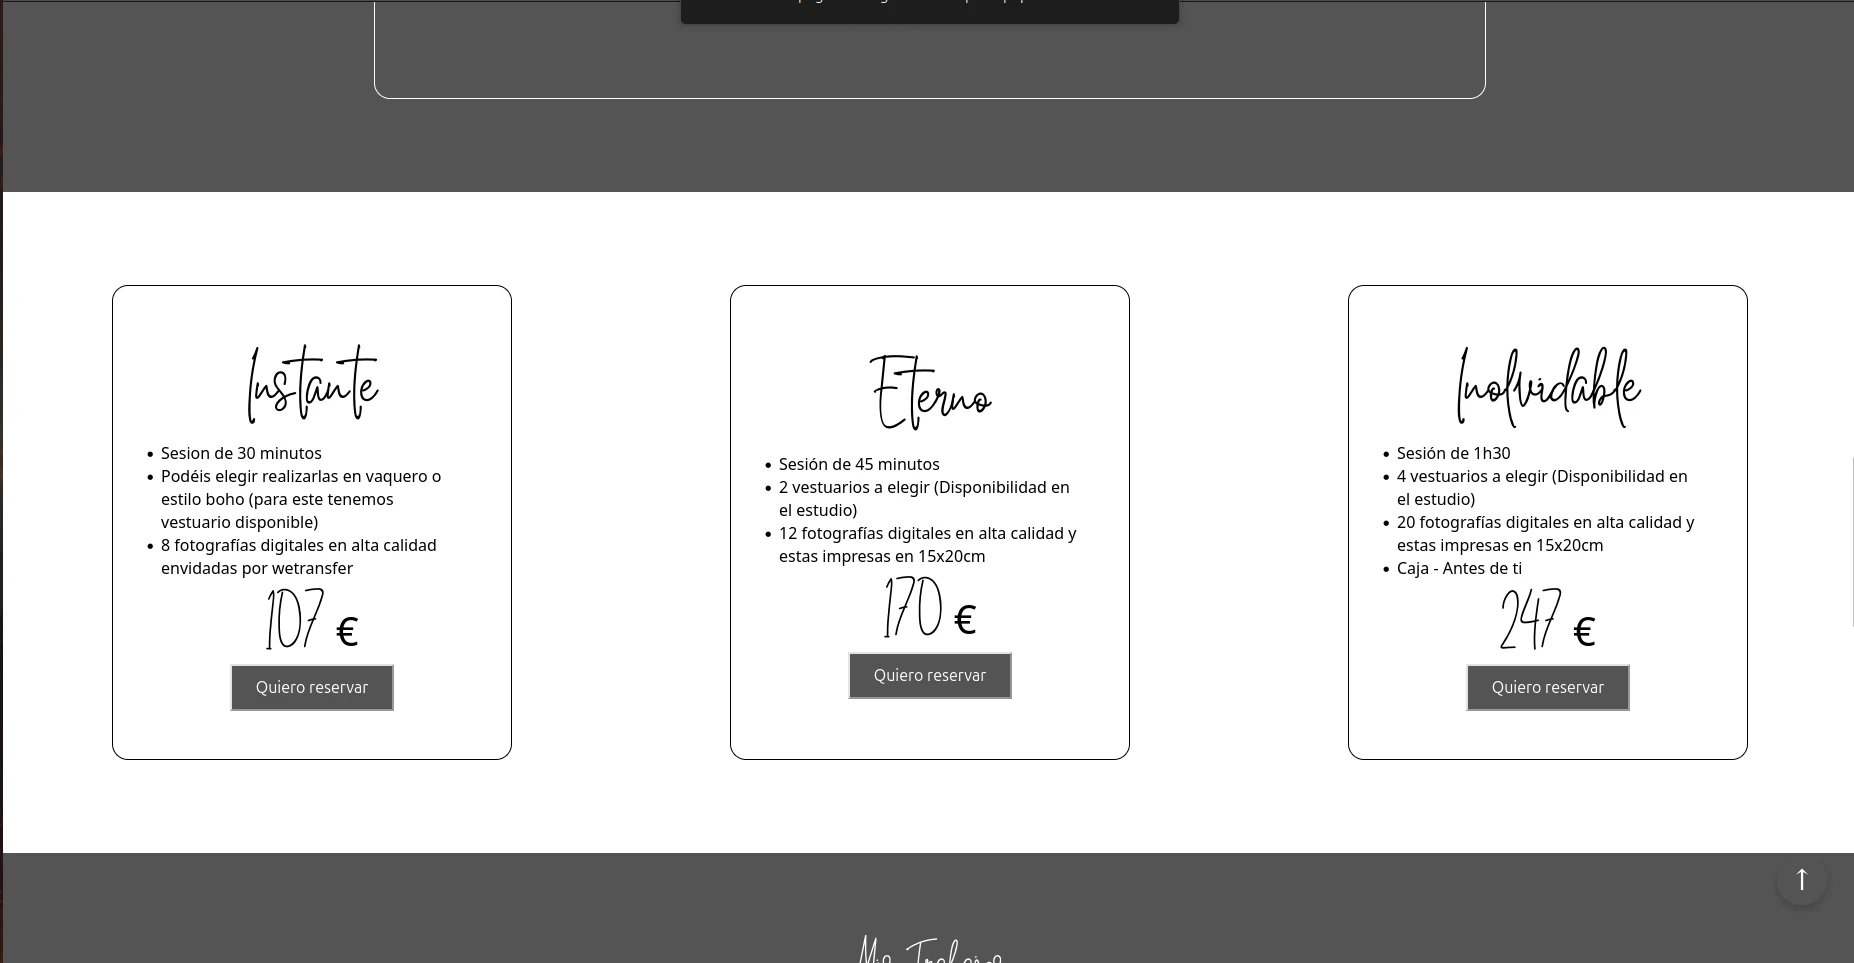 Instante
Sesion de 30 minutos
Podéis elegir realizarlas en vaquero o
estilo boho (para este tenemos
vestuario disponible)
8 fotografías digitales en alta calidad
envidadas por wetransfer
107 €
Quiero reservar
Eterno
Sesión de 45 minutos
2 vestuarios a elegir (Disponibilidad en
el estudio)
12 fotografías digitales en alta calidad y
estas impresas en 15x20cm
170 €
Quiero reservar
Inolvidable
Sesión de 1h30
4 vestuarios a elegir (Disponibilidad en
el estudio)
20 fotografías digitales en alta calidad y
estas impresas en 15x20cm
Caja - Antes de ti
247 €
Quiero reservar